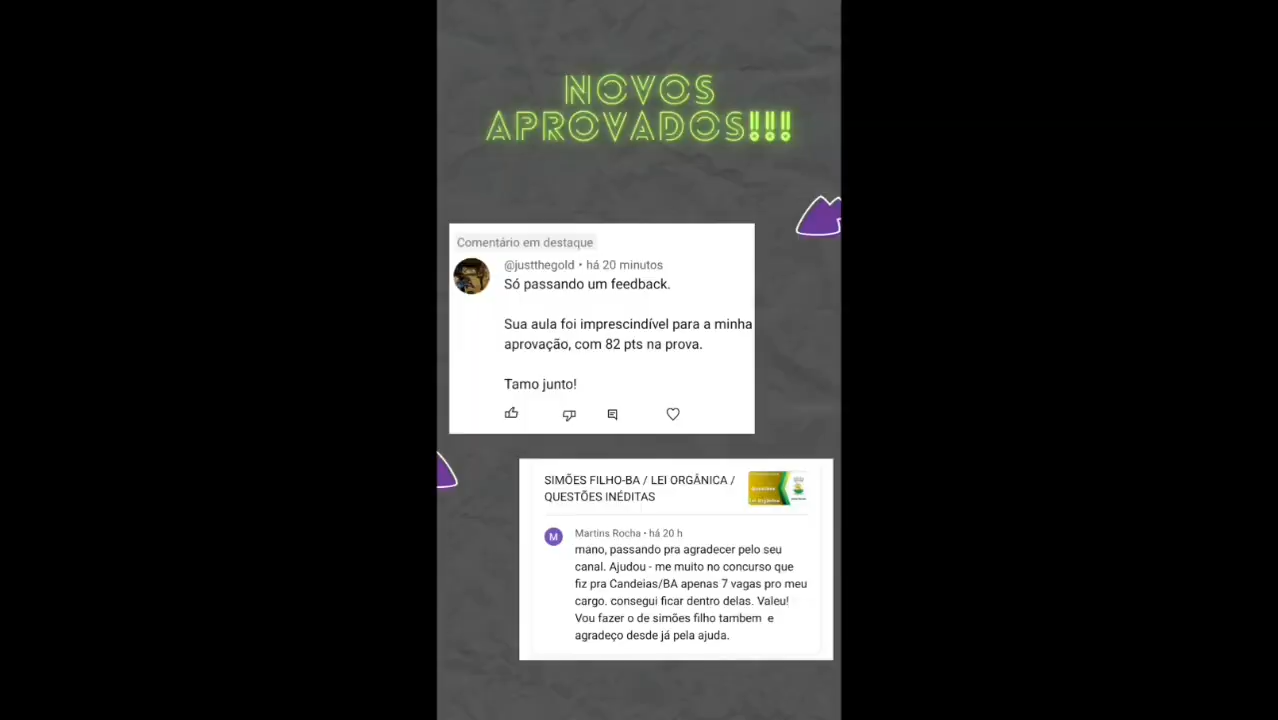 NOVOS
APROVADOS!!!
Comentário em destaque
@justthegold • há 20 minutos
Só passando um feedback.
Sua aula foi imprescindível para a minha
aprovação, com 82 pts na prova.
Tamo junto!
SIMÕES FILHO-BA / LEI ORGÂNICA /
QUESTÕES INÉDITAS
M
Martins Rocha • há 20 h
mano, passando pra agradecer pelo seu
canal. Ajudou - me muito no concurso que
fiz pra Candeias/BA apenas 7 vagas pro meu
cargo. consegui ficar dentro delas. Valeu!
Vou fazer o de simões filho tambem e
agradeço desde já pela ajuda.